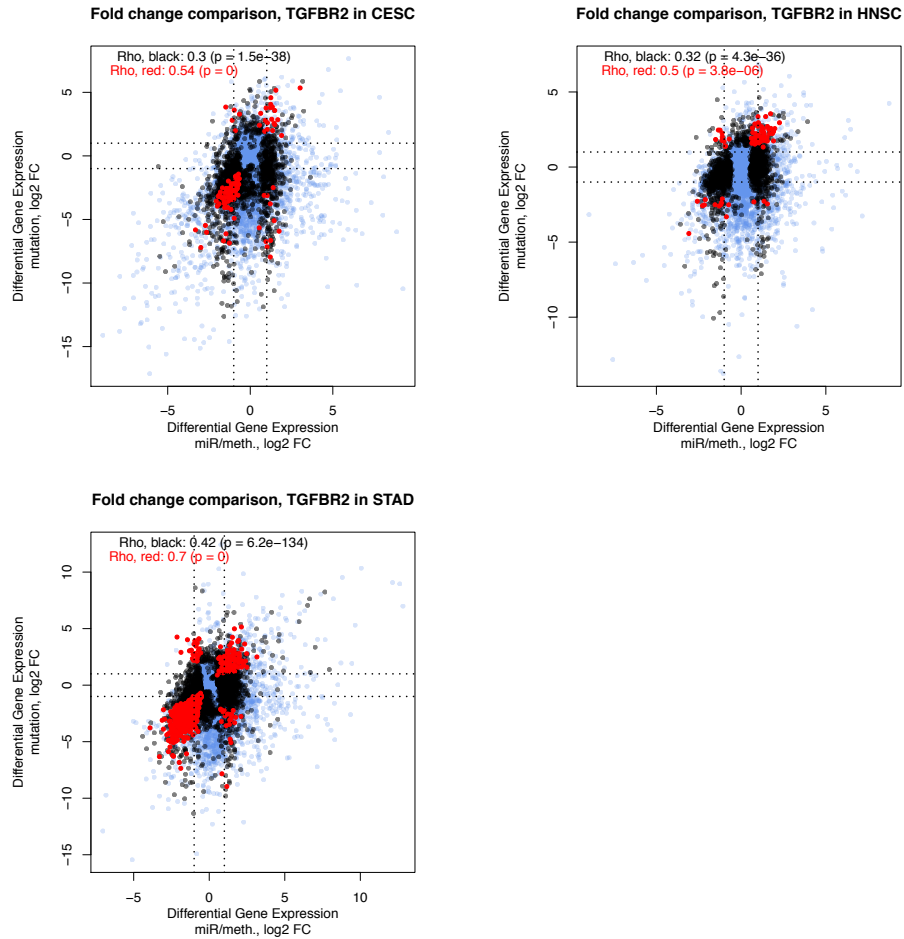 Fold change comparison, TGFBR2 in CESC
Rho, black: 0.3 (p = 1.5e−38)
Rho, red: 0.54 (p = 0)
5
0
−5
−10
−15
Differential Gene Expression
mutation, log2 FC
−5 0 5
Differential Gene Expression
miR/meth., log2 FC
Fold change comparison, TGFBR2 in HNSC
Rho, black: 0.32 (p = 4.3e−36)
Rho, red: 0.5 (p = 3.8e−06)
5
0
−5
−10
Differential Gene Expression
mutation, log2 FC
−5 0 5
Differential Gene Expression
miR/meth., log2 FC
Fold change comparison, TGFBR2 in STAD
Rho, black: 0.42 (p = 6.2e−134)
Rho, red: 0.7 (p = 0)
10
5
0
−5
−10
−15
Differential Gene Expression
mutation, log2 FC
−5 0 5 10
Differential Gene Expression
miR/meth., log2 FC